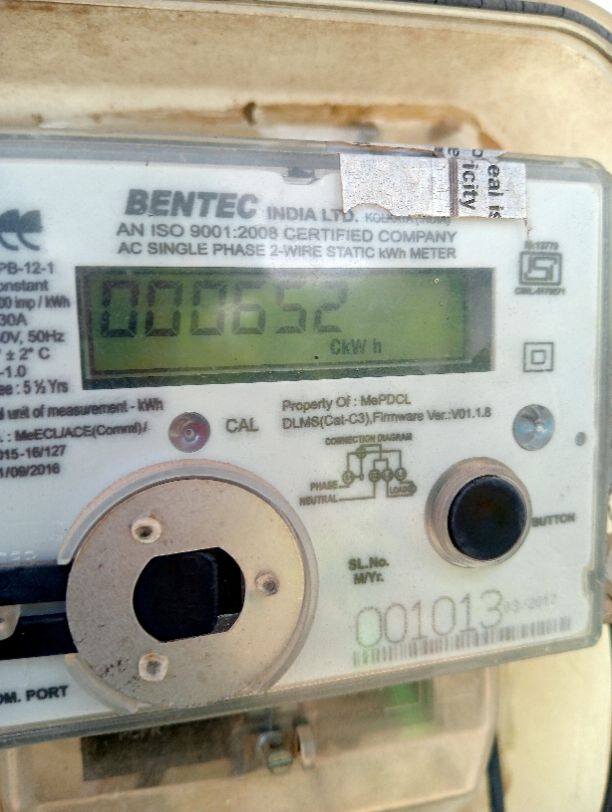 eal is
icity
BENTEC INDIA LTD.
AN ISO 9001:2008 CERTIFIED COMPANY
AC SINGLE PHASE 2-WIRE STATIC kWh METER
PB-12-1
onstant
00 imp / kWh
30A
0V, 50Hz
° ± 2° C
-1.0
ee : 5 ½ Yrs
000652
CkW h
l unit of measurement - kWh
. : MeECL/ACE(Comml)/
015-16/127
1/09/2016
CAL
Property Of : MePDCL
DLMS(Cat-C3),Firmware Ver.:V01.1.8
CONNECTION DIAGRAM
PHASE
NEUTRAL
LOAD
BUTTON
SL.No.
M/Yr.
001013
03/2017
OM. PORT